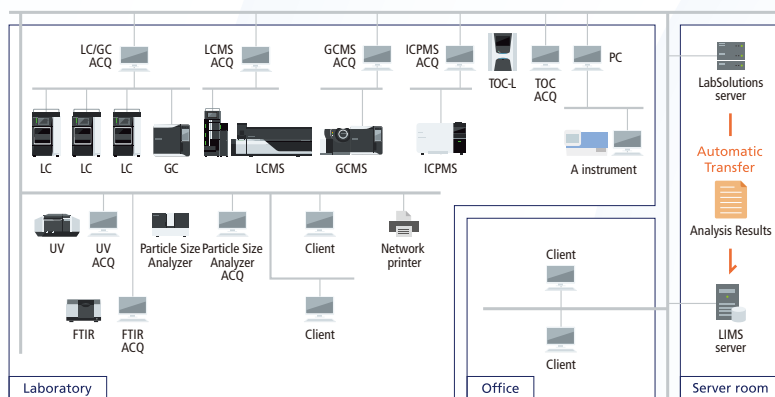 LC/GC
ACQ
LCMS
ACQ
GCMS
ACQ
ICPMS
ACQ
TOC-L
TOC
ACQ
PC
LabSolutions
server
LC
LC
LC
GC
LCMS
GCMS
ICPMS
A instrument
Automatic
Transfer
Analysis Results
UV
UV
ACQ
Particle Size
Analyzer
Particle Size
Analyzer
ACQ
Client
Network
printer
Client
FTIR
FTIR
ACQ
Client
Client
LIMS
server
Laboratory
Office
Server room